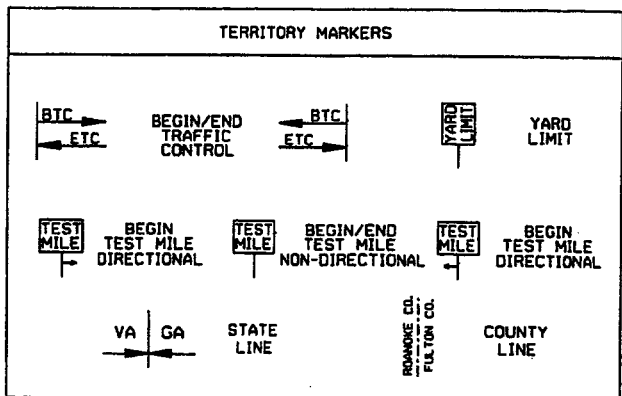 TERRITORY MARKERS
BTC
ETC
BEGIN/END
TRAFFIC
CONTROL
BTC
ETC
YARD
LIMIT
YARD
LIMIT
TEST
MILE
BEGIN
TEST MILE
DIRECTIONAL
TEST
MILE
BEGIN/END
TEST MILE
NON-DIRECTIONAL
TEST
MILE
BEGIN
TEST MILE
DIRECTIONAL
VA GA
STATE
LINE
ROANOKE CO.
FULTON CO.
COUNTY
LINE